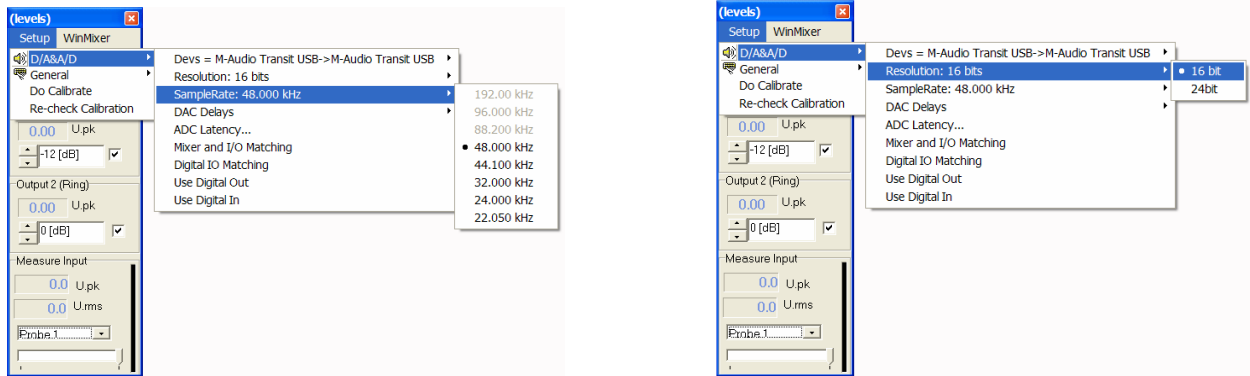 (levels)
Setup WinMixer
D/A&A/D
General
Do Calibrate
Re-check Calibration
Devs = M-Audio Transit USB->M-Audio Transit USB
Resolution: 16 bits
SampleRate: 48.000 kHz
DAC Delays
ADC Latency...
Mixer and I/O Matching
Digital IO Matching
Use Digital Out
Use Digital In
192.00 kHz
96.000 kHz
88.200 kHz
48.000 kHz
44.100 kHz
32.000 kHz
24.000 kHz
22.050 kHz
0.00 U.pk
-12 [dB]
Output 2 (Ring)
0.00 U.pk
0 [dB]
Measure Input
0.0 U.pk
0.0 U.rms
Probe 1
(levels)
Setup WinMixer
D/A&A/D
General
Do Calibrate
Re-check Calibration
Devs = M-Audio Transit USB->M-Audio Transit USB
Resolution: 16 bits
SampleRate: 48.000 kHz
DAC Delays
ADC Latency...
Mixer and I/O Matching
Digital IO Matching
Use Digital Out
Use Digital In
16 bit
24bit
0.00 U.pk
-12 [dB]
Output 2 (Ring)
0.00 U.pk
0 [dB]
Measure Input
0.0 U.pk
0.0 U.rms
Probe 1